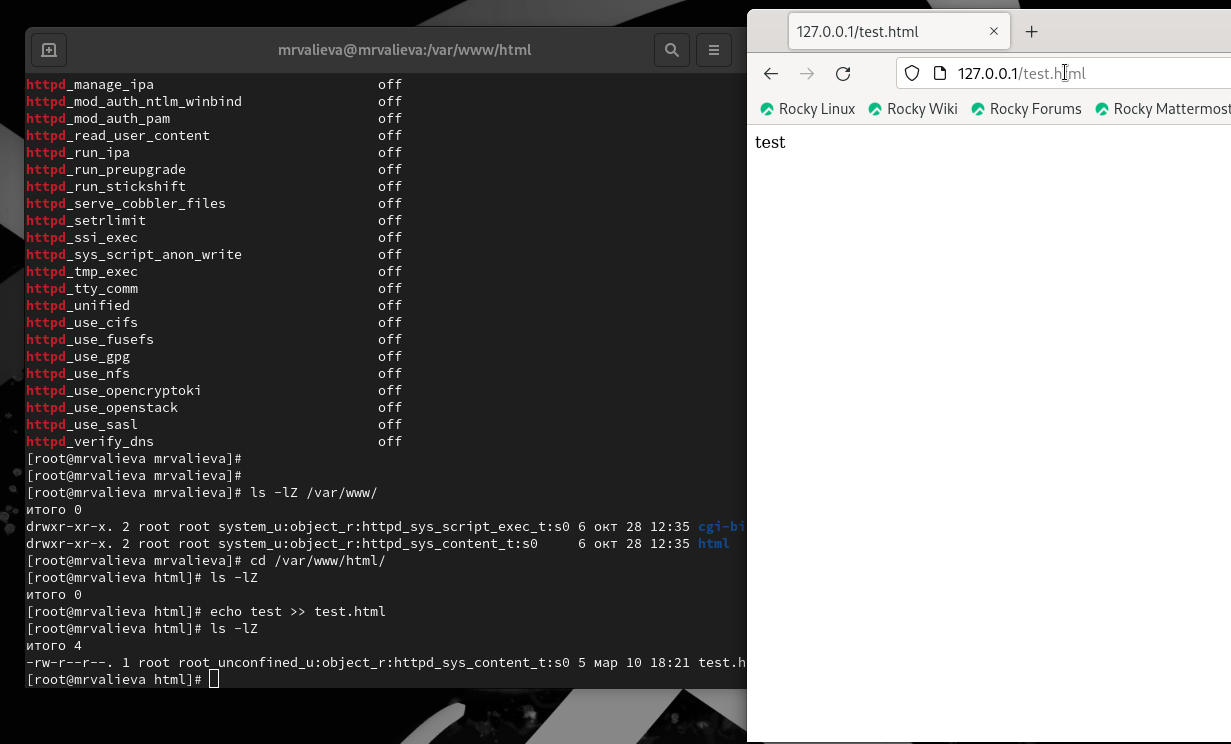 mrvalieva@mrvalieva:/var/www/html
httpd_manage_ipa off
httpd_mod_auth_ntlm_winbind off
httpd_mod_auth_pam off
httpd_read_user_content off
httpd_run_ipa off
httpd_run_preupgrade off
httpd_run_stickshift off
httpd_serve_cobbler_files off
httpd_setrlimit off
httpd_ssi_exec off
httpd_sys_script_anon_write off
httpd_tmp_exec off
httpd_tty_comm off
httpd_unified off
httpd_use_cifs off
httpd_use_fusefs off
httpd_use_gpg off
httpd_use_nfs off
httpd_use_opencryptoki off
httpd_use_openstack off
httpd_use_sasl off
httpd_verify_dns off
[root@mrvalieva mrvalieva]#
[root@mrvalieva mrvalieva]#
[root@mrvalieva mrvalieva]# ls -lZ /var/www/
итого 0
drwxr-xr-x. 2 root root system_u:object_r:httpd_sys_script_exec_t:s0 6 окт 28 12:35 cgi-bi
drwxr-xr-x. 2 root root system_u:object_r:httpd_sys_content_t:s0 6 окт 28 12:35 html
[root@mrvalieva mrvalieva]# cd /var/www/html/
[root@mrvalieva html]# ls -lZ
итого 0
[root@mrvalieva html]# echo test >> test.html
[root@mrvalieva html]# ls -lZ
итого 4
-rw-r--r--. 1 root root unconfined_u:object_r:httpd_sys_content_t:s0 5 мар 10 18:21 test.h
[root@mrvalieva html]#
127.0.0.1/test.html
127.0.0.1/test.html
Rocky Linux Rocky Wiki Rocky Forums Rocky Mattermost
test